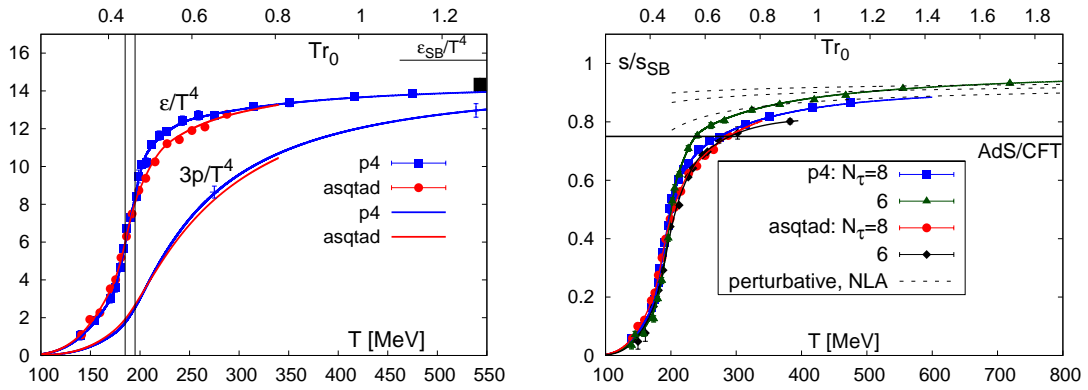 0.4 0.6 0.8 1 1.2
Tr0
εSB/T4
16
14
12
10
8
6
4
2
0
ε/T4
3p/T4
p4
asqtad
p4
asqtad
T [MeV]
100 150 200 250 300 350 400 450 500 550
0.4 0.6 0.8 1 1.2 1.4 1.6 1.8
Tr0
s/sSB
1
0.8
0.6
0.4
0.2
0
AdS/CFT
p4: Nτ=8
6
asqtad: Nτ=8
6
perturbative, NLA
T [MeV]
100 200 300 400 500 600 700 800